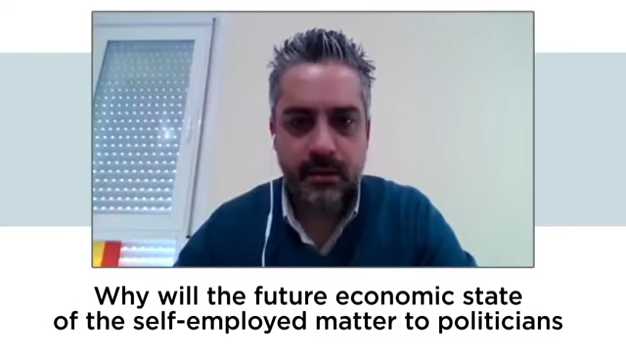 Why will the future economic state
of the self-employed matter to politicians